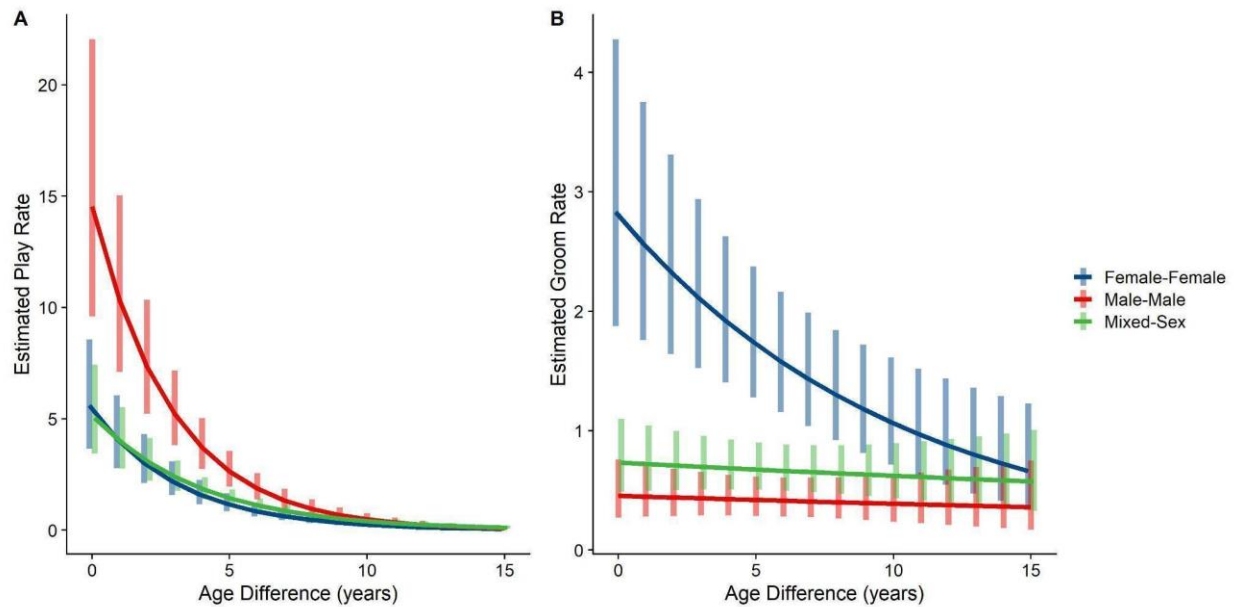 A
Estimated Play Rate
20
15
10
5
0
0 5 10 15
Age Difference (years)
B
Estimated Groom Rate
4
3
2
1
0
0 5 10 15
Age Difference (years)
Female-Female
Male-Male
Mixed-Sex